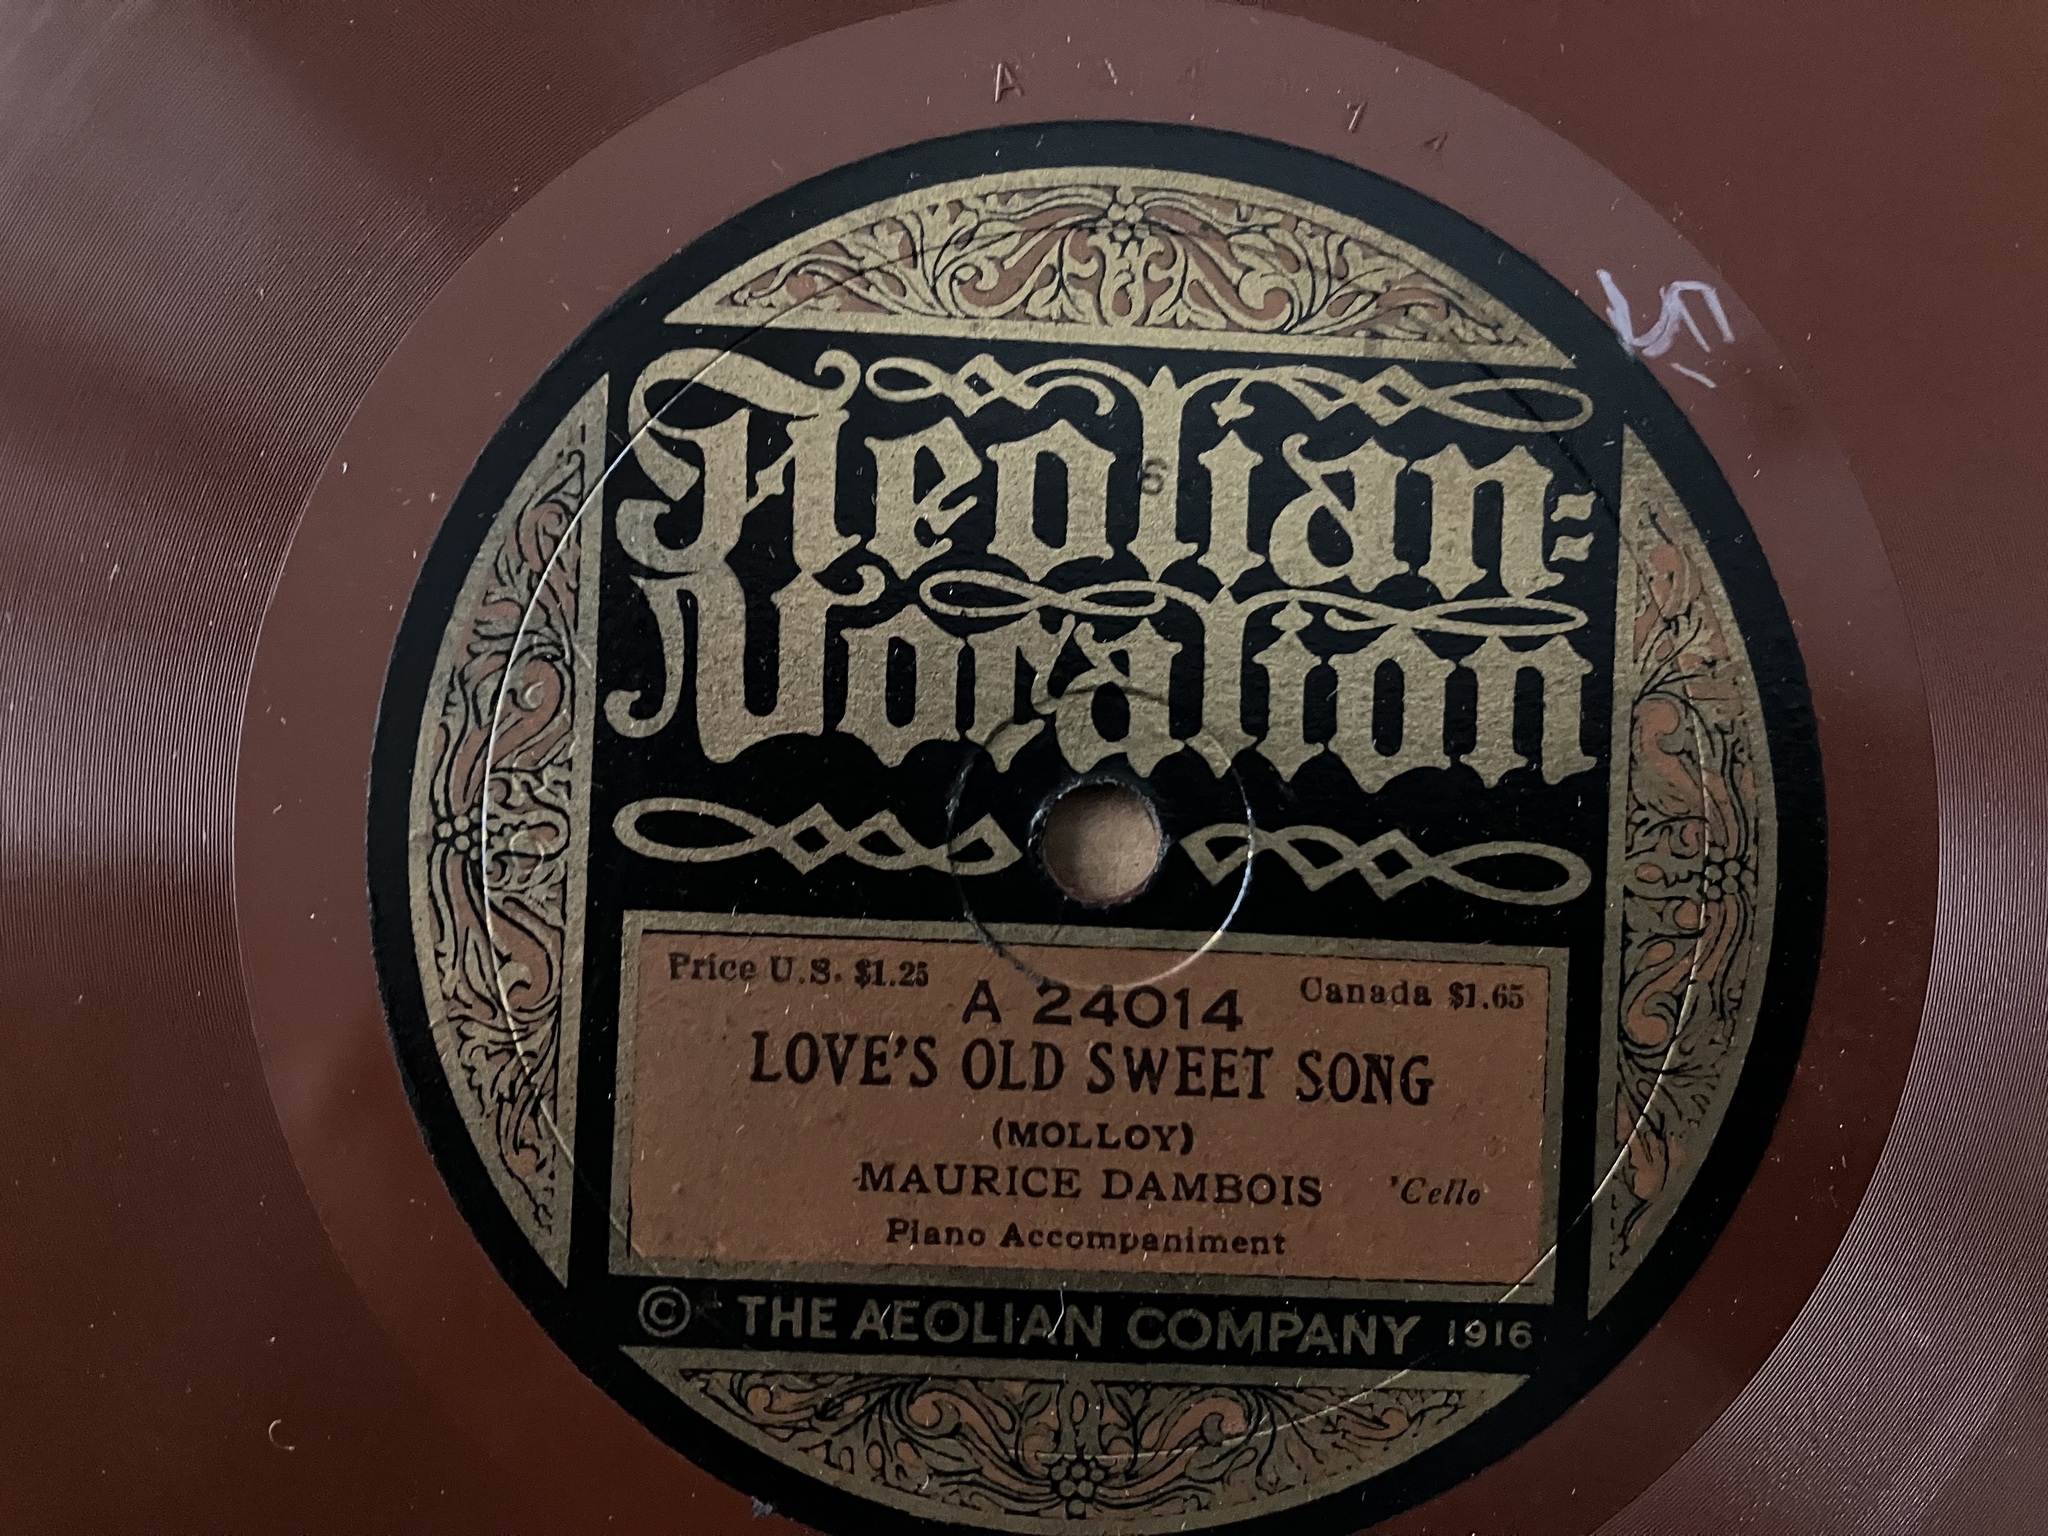 Aeolian-
Vocalion
Price U.S. $1.25
Canada $1.65
A 24014
LOVE'S OLD SWEET SONG
(MOLLOY)
MAURICE DAMBOIS 'Cello
Piano Accompaniment
© THE AEOLIAN COMPANY 1916